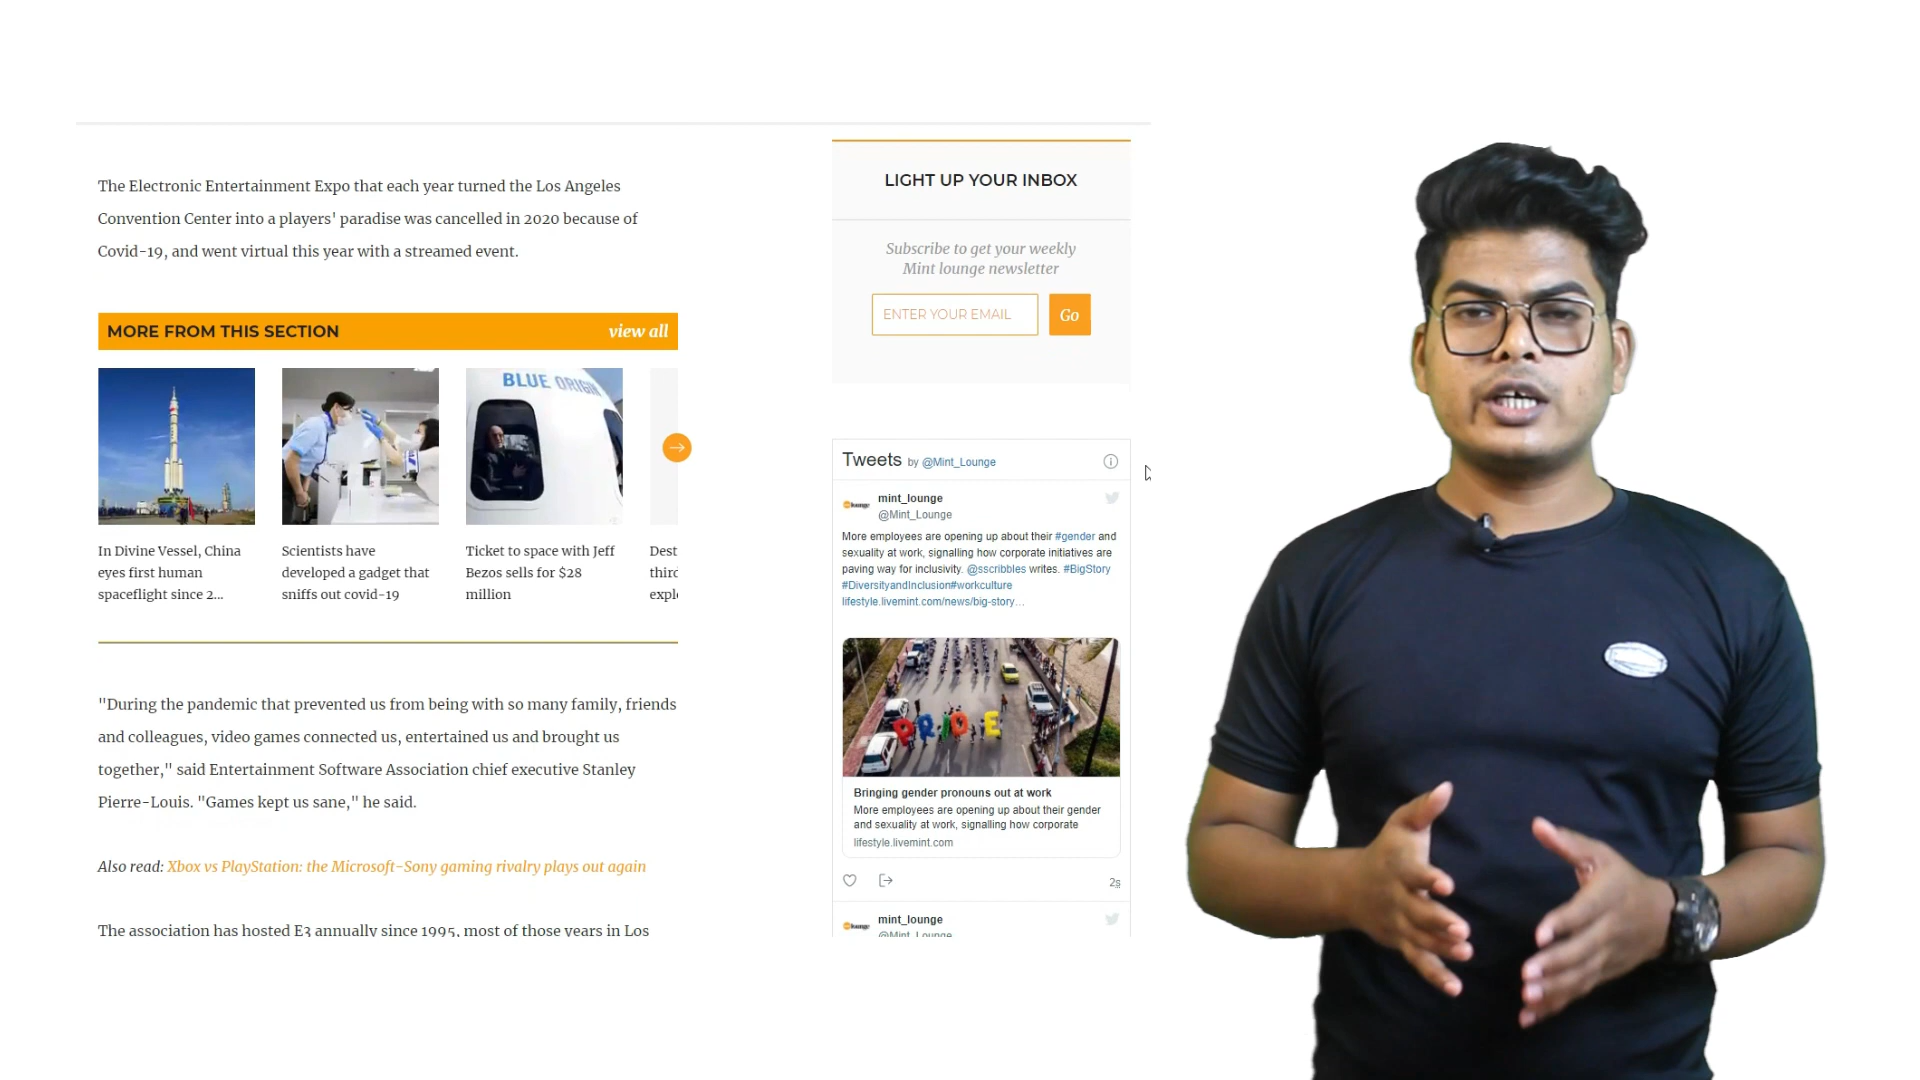 The Electronic Entertainment Expo that each year turned the Los Angeles
Convention Center into a players' paradise was cancelled in 2020 because of
Covid-19, and went virtual this year with a streamed event.
MORE FROM THIS SECTION
view all
BLUE ORIGIN
In Divine Vessel, China
eyes first human
spaceflight since 2...
Scientists have
developed a gadget that
sniffs out covid-19
Ticket to space with Jeff
Bezos sells for $28
million
Dest
third
expl
"During the pandemic that prevented us from being with so many family, friends
and colleagues, video games connected us, entertained us and brought us
together," said Entertainment Software Association chief executive Stanley
Pierre-Louis. "Games kept us sane," he said.
Also read: Xbox vs PlayStation: the Microsoft-Sony gaming rivalry plays out again
The association has hosted E3 annually since 1995, most of those years in Los
LIGHT UP YOUR INBOX
Subscribe to get your weekly
Mint lounge newsletter
ENTER YOUR EMAIL
Go
Tweets by @Mint_Lounge
lounge
mint_lounge
@Mint_Lounge
More employees are opening up about their #gender and
sexuality at work, signalling how corporate initiatives are
paving way for inclusivity. @sscribbles writes. #BigStory
#DiversityandInclusion#workculture
lifestyle.livemint.com/news/big-story…
PRIDE
Bringing gender pronouns out at work
More employees are opening up about their gender
and sexuality at work, signalling how corporate
lifestyle.livemint.com
2s
lounge
mint_lounge
@Mint_Lounge